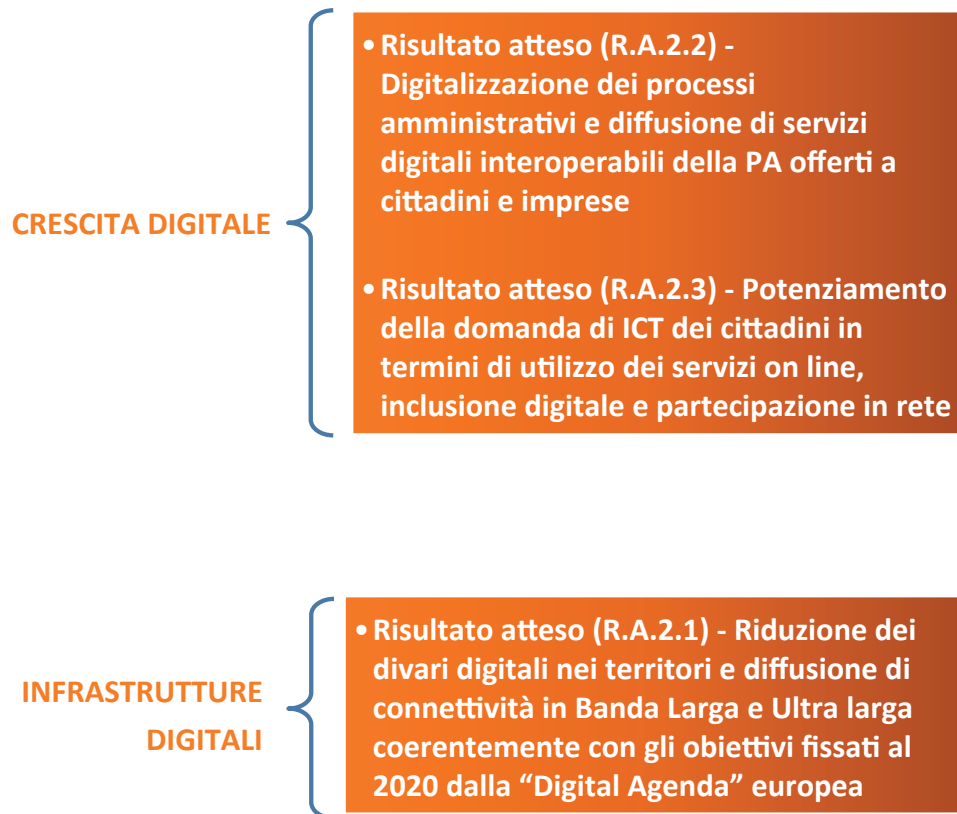 CRESCITA DIGITALE
• Risultato atteso (R.A.2.2) -
Digitalizzazione dei processi
amministrativi e diffusione di servizi
digitali interoperabili della PA offerti a
cittadini e imprese
• Risultato atteso (R.A.2.3) - Potenziamento
della domanda di ICT dei cittadini in
termini di utilizzo dei servizi on line,
inclusione digitale e partecipazione in rete
INFRASTRUTTURE
DIGITALI
• Risultato atteso (R.A.2.1) - Riduzione dei
divari digitali nei territori e diffusione di
connettività in Banda Larga e Ultra larga
coerentemente con gli obiettivi fissati al
2020 dalla “Digital Agenda” europea